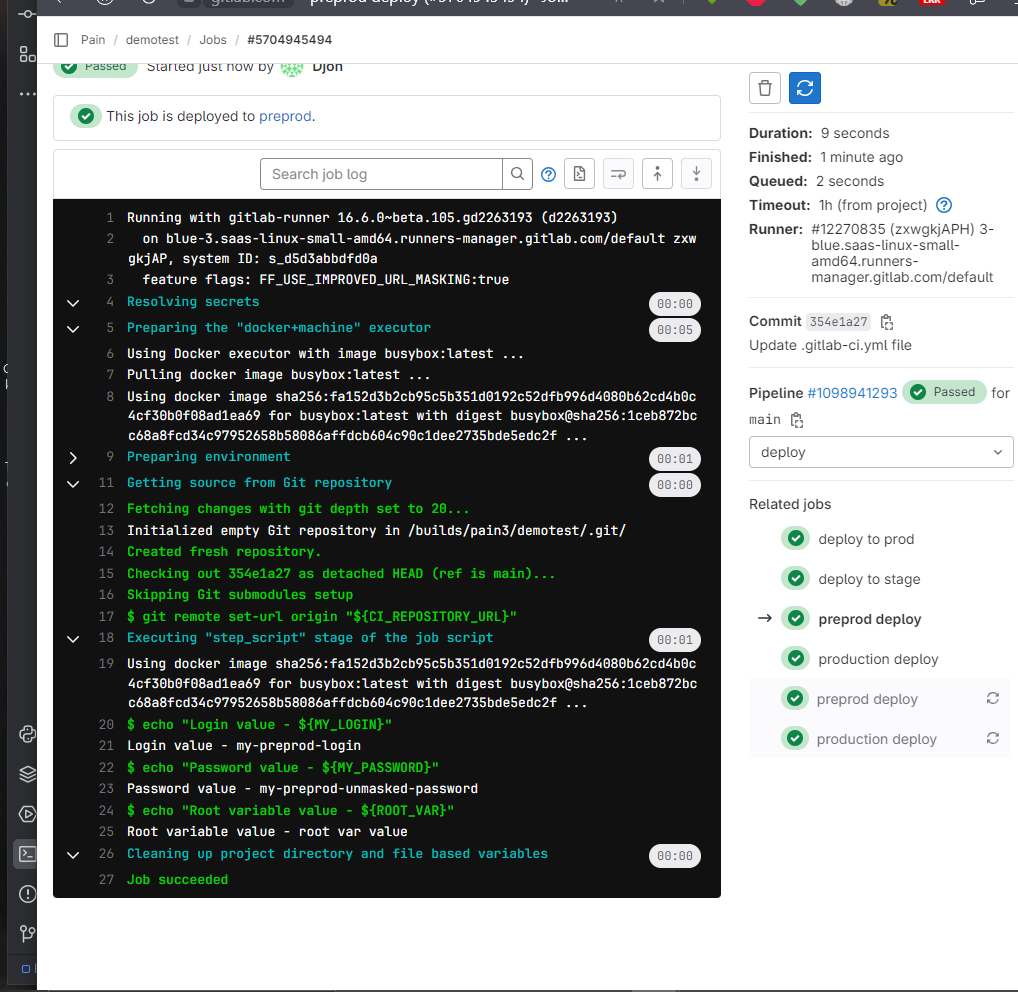 Pain / demotest / Jobs / #5704945494
Passed Started just now by Djon
This job is deployed to preprod.
Search job log
1 Running with gitlab-runner 16.6.0~beta.105.gd2263193 (d2263193)
2 on blue-3.saas-linux-small-amd64.runners-manager.gitlab.com/default zxw
gkjAP, system ID: s_d5d3abbdfd0a
3 feature flags: FF_USE_IMPROVED_URL_MASKING:true
4 Resolving secrets 00:00
5 Preparing the "docker+machine" executor 00:05
6 Using Docker executor with image busybox:latest ...
7 Pulling docker image busybox:latest ...
8 Using docker image sha256:fa152d3b2cb95c5b351d0192c52dfb996d4080b62cd4b0c
4cf30b0f08ad1ea69 for busybox:latest with digest busybox@sha256:1ceb872bc
c68a8fcd34c97952658b58086affdcb604c90c1dee2735bde5edc2f ...
9 Preparing environment 00:01
11 Getting source from Git repository 00:00
12 Fetching changes with git depth set to 20...
13 Initialized empty Git repository in /builds/pain3/demotest/.git/
14 Created fresh repository.
15 Checking out 354e1a27 as detached HEAD (ref is main)...
16 Skipping Git submodules setup
17 $ git remote set-url origin "${CI_REPOSITORY_URL}"
18 Executing "step_script" stage of the job script 00:01
19 Using docker image sha256:fa152d3b2cb95c5b351d0192c52dfb996d4080b62cd4b0c
4cf30b0f08ad1ea69 for busybox:latest with digest busybox@sha256:1ceb872bc
c68a8fcd34c97952658b58086affdcb604c90c1dee2735bde5edc2f ...
20 $ echo "Login value - ${MY_LOGIN}"
21 Login value - my-preprod-login
22 $ echo "Password value - ${MY_PASSWORD}"
23 Password value - my-preprod-unmasked-password
24 $ echo "Root variable value - ${ROOT_VAR}"
25 Root variable value - root var value
26 Cleaning up project directory and file based variables 00:00
27 Job succeeded
Duration: 9 seconds
Finished: 1 minute ago
Queued: 2 seconds
Timeout: 1h (from project)
Runner: #12270835 (zxwgkjAPH) 3-
blue.saas-linux-small-
amd64.runners-
manager.gitlab.com/default
Commit 354e1a27
Update .gitlab-ci.yml file
Pipeline #1098941293 Passed for
main
deploy
Related jobs
deploy to prod
deploy to stage
preprod deploy
production deploy
preprod deploy
production deploy